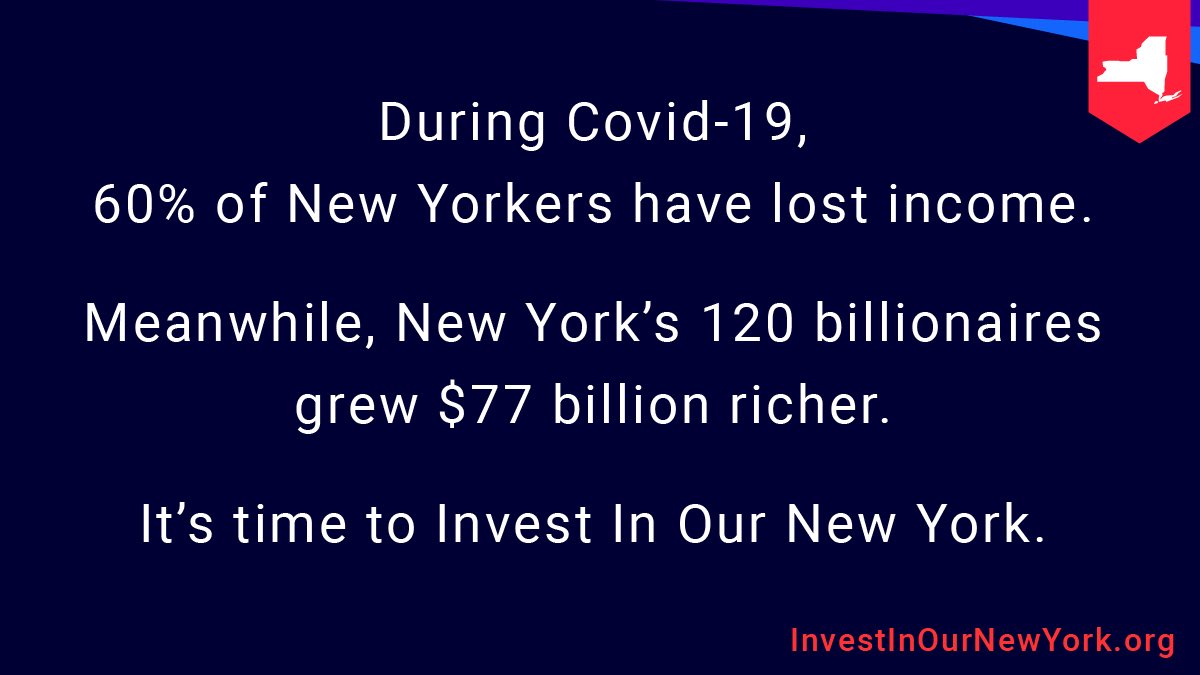 During Covid-19,
60% of New Yorkers have lost income.
Meanwhile, New York’s 120 billionaires
grew $77 billion richer.
It’s time to Invest In Our New York.
InvestInOurNewYork.org